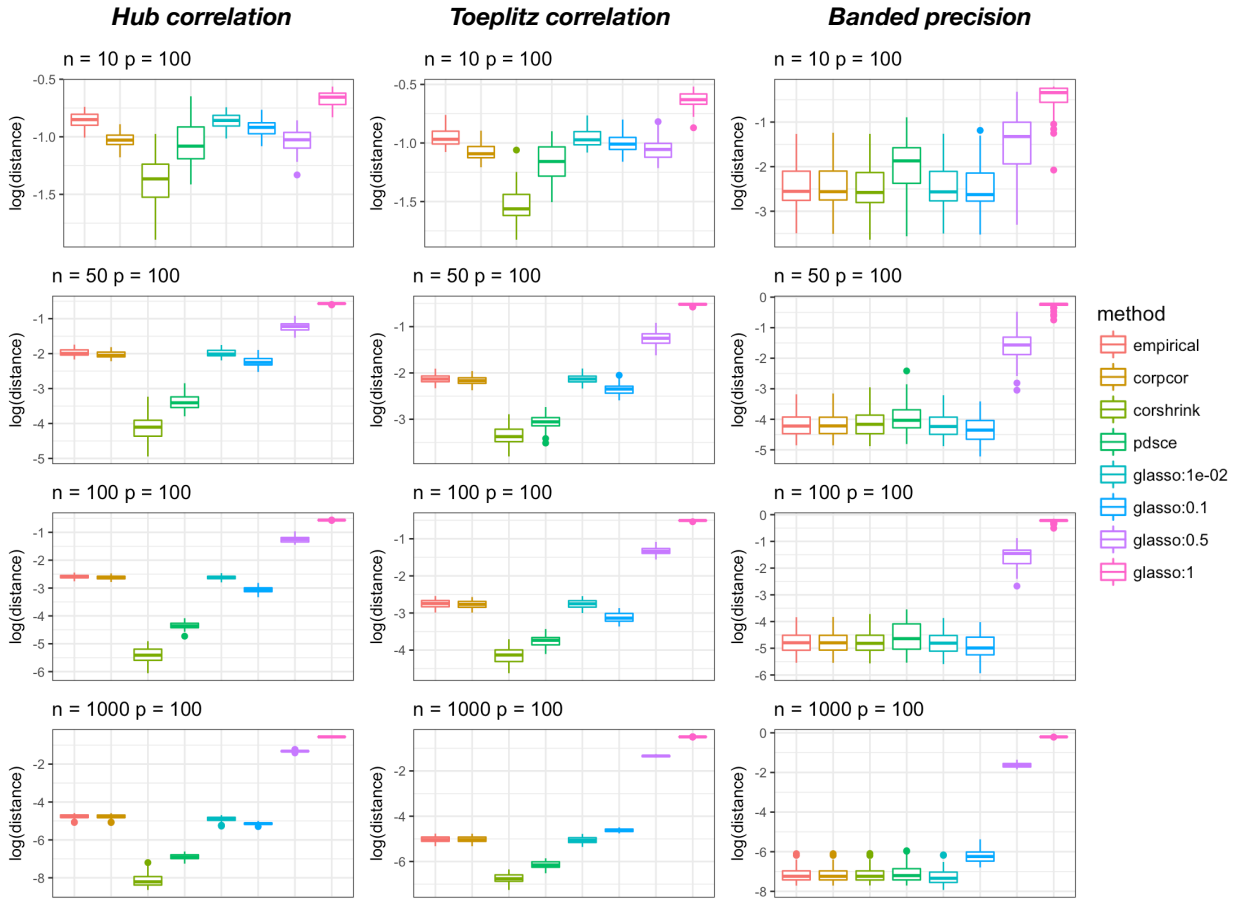 Hub correlation
Toeplitz correlation
Banded precision
n = 10 p = 100
log(distance)
-0.5
-1.0
-1.5
n = 10 p = 100
log(distance)
-0.5
-1.0
-1.5
n = 10 p = 100
log(distance)
-1
-2
-3
n = 50 p = 100
log(distance)
-1
-2
-3
-4
-5
n = 50 p = 100
log(distance)
-1
-2
-3
n = 50 p = 100
log(distance)
0
-1
-2
-3
-4
-5
n = 100 p = 100
log(distance)
-1
-2
-3
-4
-5
-6
n = 100 p = 100
log(distance)
-1
-2
-3
-4
n = 100 p = 100
log(distance)
0
-1
-2
-3
-4
-5
-6
n = 1000 p = 100
log(distance)
-2
-4
-6
-8
n = 1000 p = 100
log(distance)
-2
-4
-6
n = 1000 p = 100
log(distance)
0
-2
-4
-6
-8
method
empirical
corpcor
corshrink
pdsce
glasso:1e-02
glasso:0.1
glasso:0.5
glasso:1